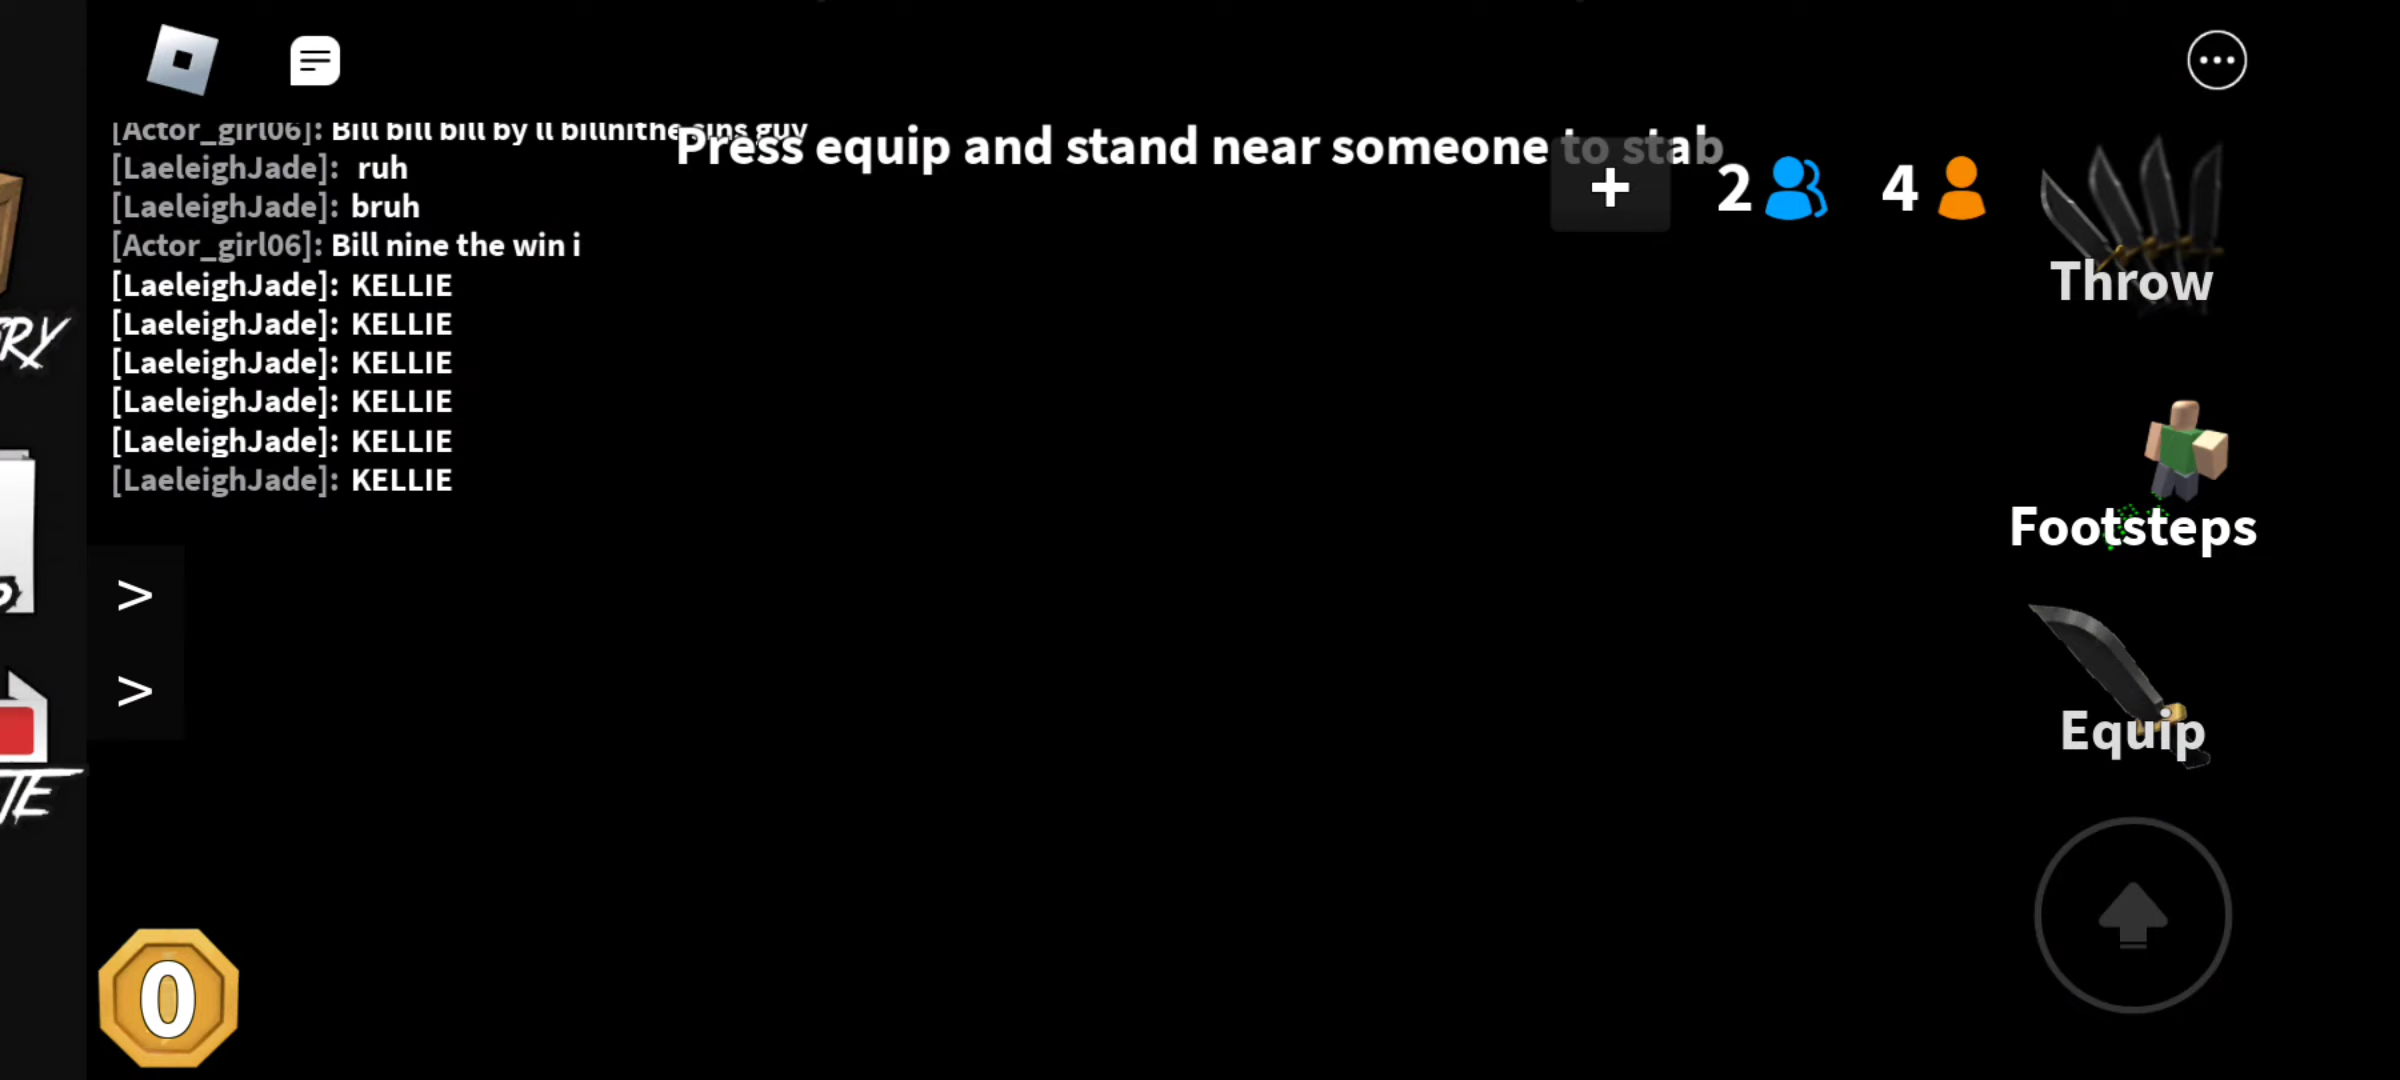 [Actor_girl06]: Bill bill bill by ll billnithe sins guy
Press equip and stand near someone to stab
[LaeleighJade]: ruh
[LaeleighJade]: bruh
[Actor_girl06]: Bill nine the win i
[LaeleighJade]: KELLIE
[LaeleighJade]: KELLIE
[LaeleighJade]: KELLIE
[LaeleighJade]: KELLIE
[LaeleighJade]: KELLIE
[LaeleighJade]: KELLIE
+
2
4
Throw
Footsteps
Equip
RY
>
>
TE
0